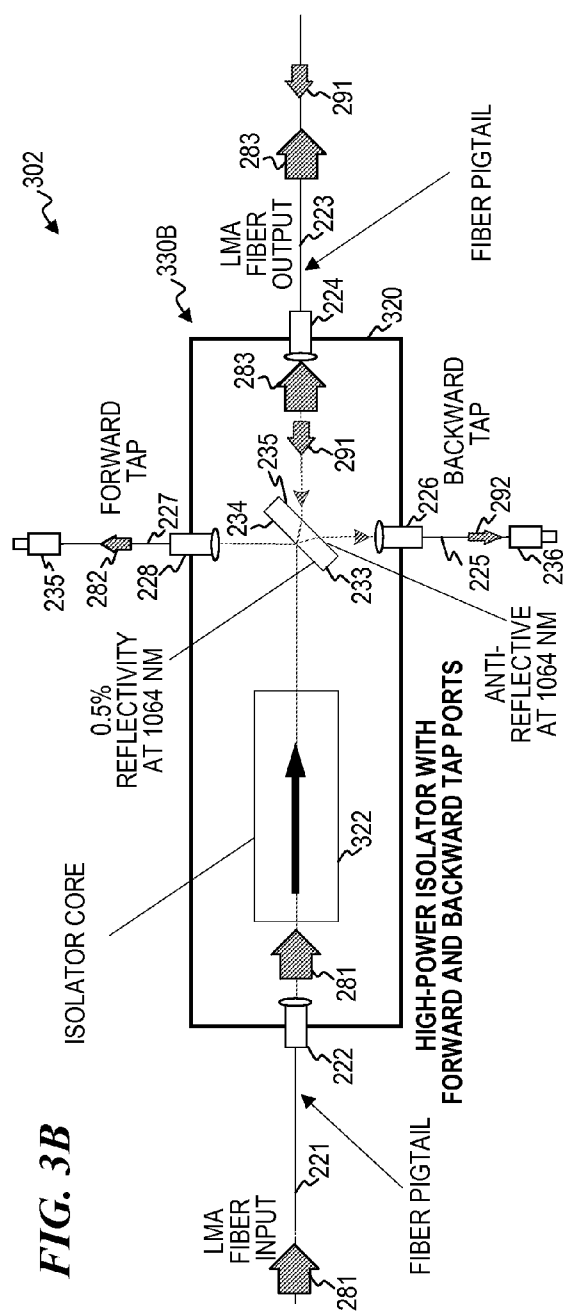 FIG. 3B
302
330B
ISOLATOR CORE
0.5%
REFLECTIVITY
AT 1064 NM
FORWARD
TAP
235
282
227
228
LMA
FIBER
INPUT
281
221
FIBER PIGTAIL
222
281
322
234
235
233
291
283
224
320
LMA
FIBER
OUTPUT
223
283
291
FIBER PIGTAIL
226
225
292
236
BACKWARD
TAP
ANTI-
REFLECTIVE
AT 1064 NM
HIGH-POWER ISOLATOR WITH
FORWARD AND BACKWARD TAP PORTS